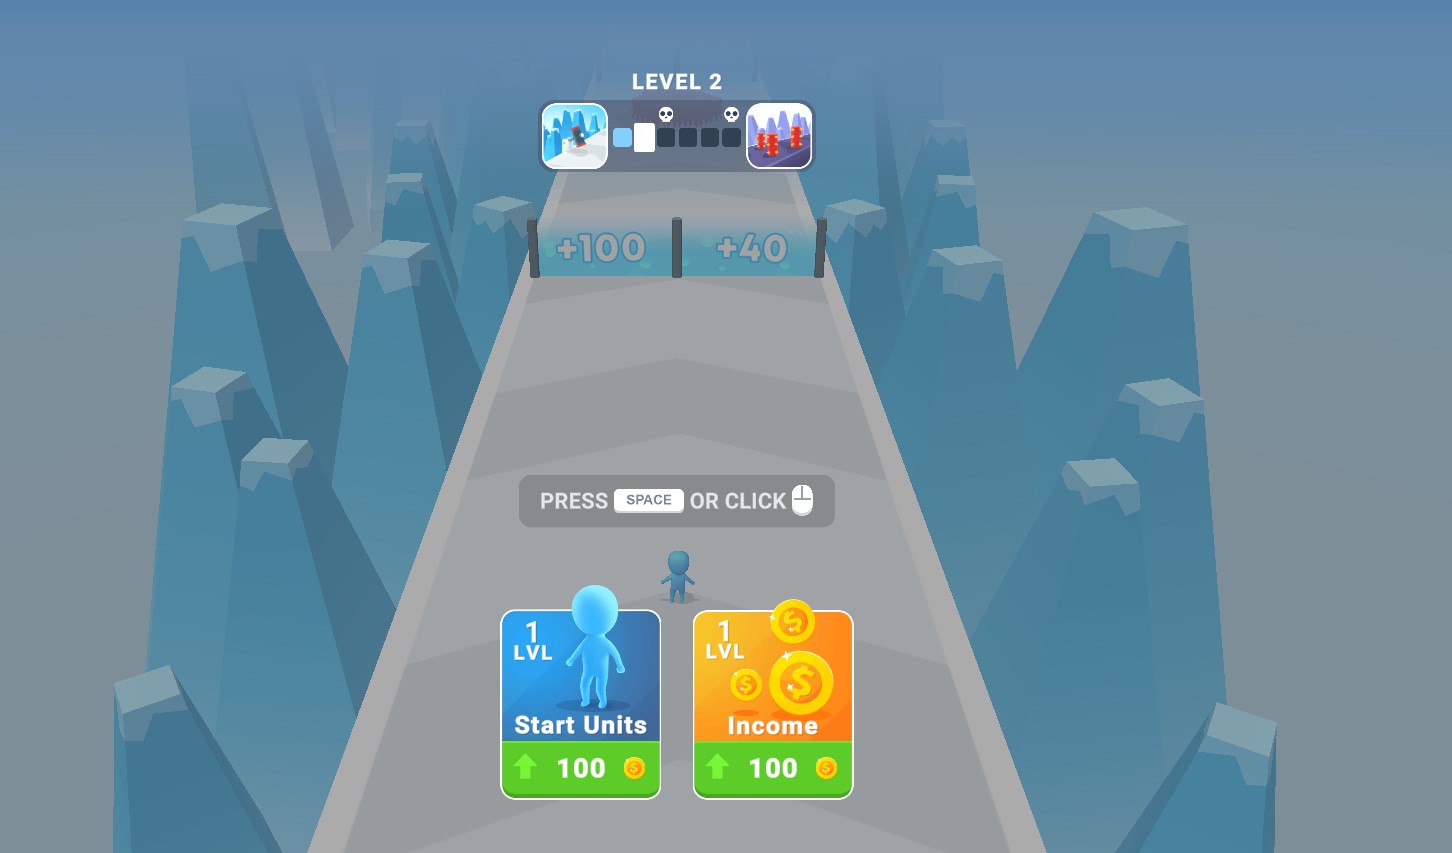 LEVEL 2
+100 +40
PRESS SPACE OR CLICK
1
LVL
Start Units
100
1
LVL
Income
100